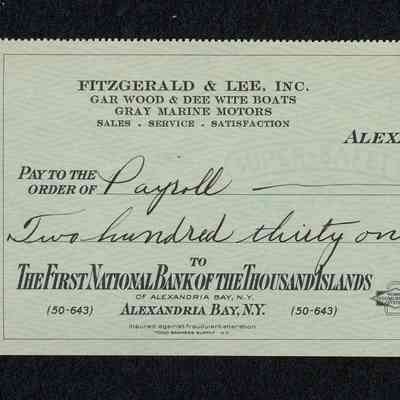 FITZGERALD & LEE, INC.
GAR WOOD & DEE WITE BOATS
GRAY MARINE MOTORS
SALES . SERVICE . SATISFACTION
ALEXA
PAY TO THE
ORDER OF Payroll
Two hundred thirty on
TO
THE FIRST NATIONAL BANK OF THE THOUSAND ISLANDS
OF ALEXANDRIA BAY, N.Y.
(50-643) ALEXANDRIA BAY, N.Y. (50-643)
Insured against fraudulent alteration